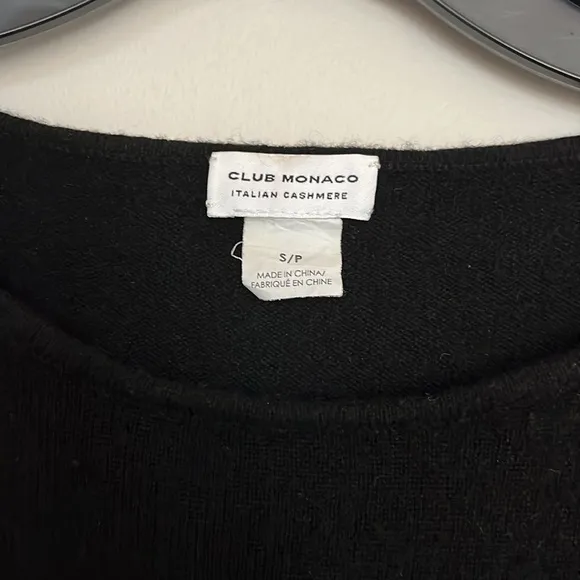 CLUB MONACO
ITALIAN CASHMERE
S/P
MADE IN CHINA/
FABRIQUÉ EN CHINE